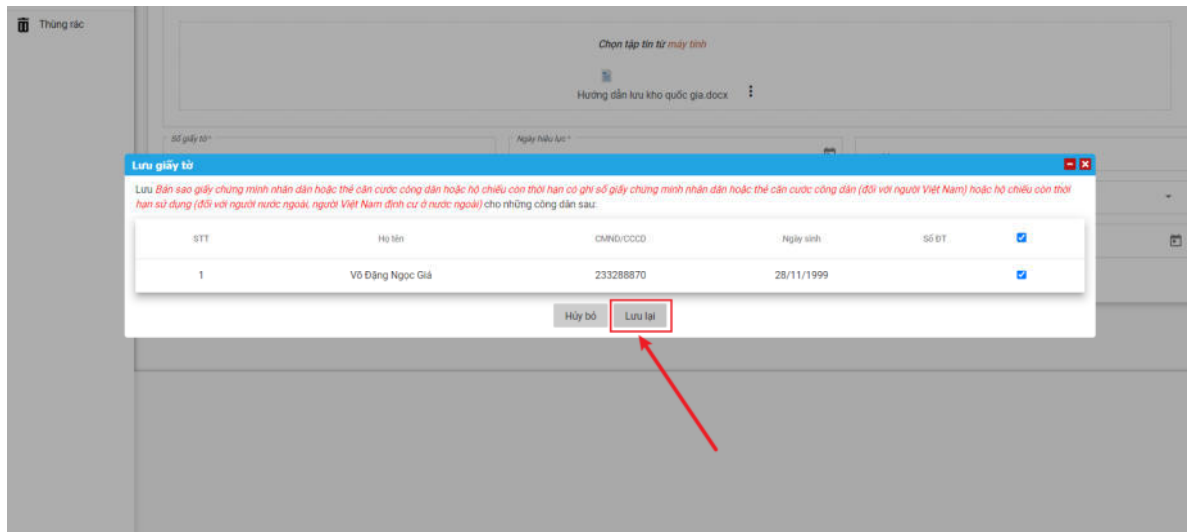 Thùng rác
Chọn tập tin từ máy tính
Hướng dẫn lưu kho quốc gia.docx
Số giấy tờ *
Ngày hiệu lực *
Lưu giấy tờ
Lưu Bản sao giấy chứng minh nhân dân hoặc thẻ căn cước công dân hoặc hộ chiếu còn thời hạn có ghi số giấy chứng minh nhân dân hoặc thẻ căn cước công dân (đối với người Việt Nam) hoặc hộ chiếu còn thời
hạn sử dụng (đối với người nước ngoài, người Việt Nam định cư ở nước ngoài) cho những công dân sau:
STT Họ tên CMND/CCCD Ngày sinh Số ĐT
1 Võ Đặng Ngọc Giá 233288870 28/11/1999
Hủy bỏ Lưu lại